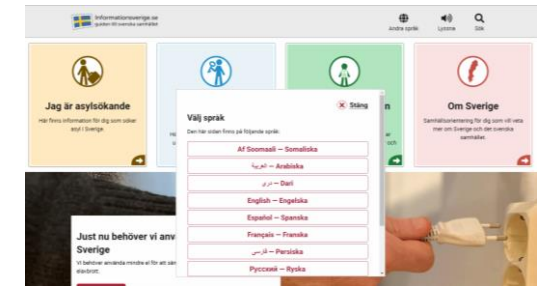 Informationsverige.se
guiden till svenska samhället
Andra språk
Lyssna
Sök
Jag är asylsökande
Här finns information för dig som söker
asyl i Sverige.
Om Sverige
Samhällsorientering för dig som vill veta
mer om Sverige och det svenska
samhället.
Stäng
Välj språk
Den här sidan finns på följande språk.
Af Soomaali – Somaliska
العربية – Arabiska
دری – Dari
English – Engelska
Español – Spanska
Français – Franska
فارسی – Persiska
Русский – Ryska
Just nu behöver vi anv
Sverige
Vi behöver använda mindre el för att
elavbrott.